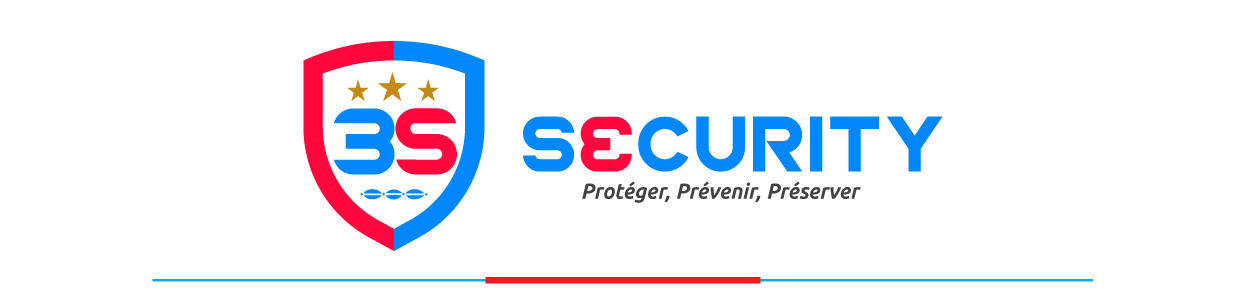 3S
SECURITY
Protéger, Prévenir, Préserver